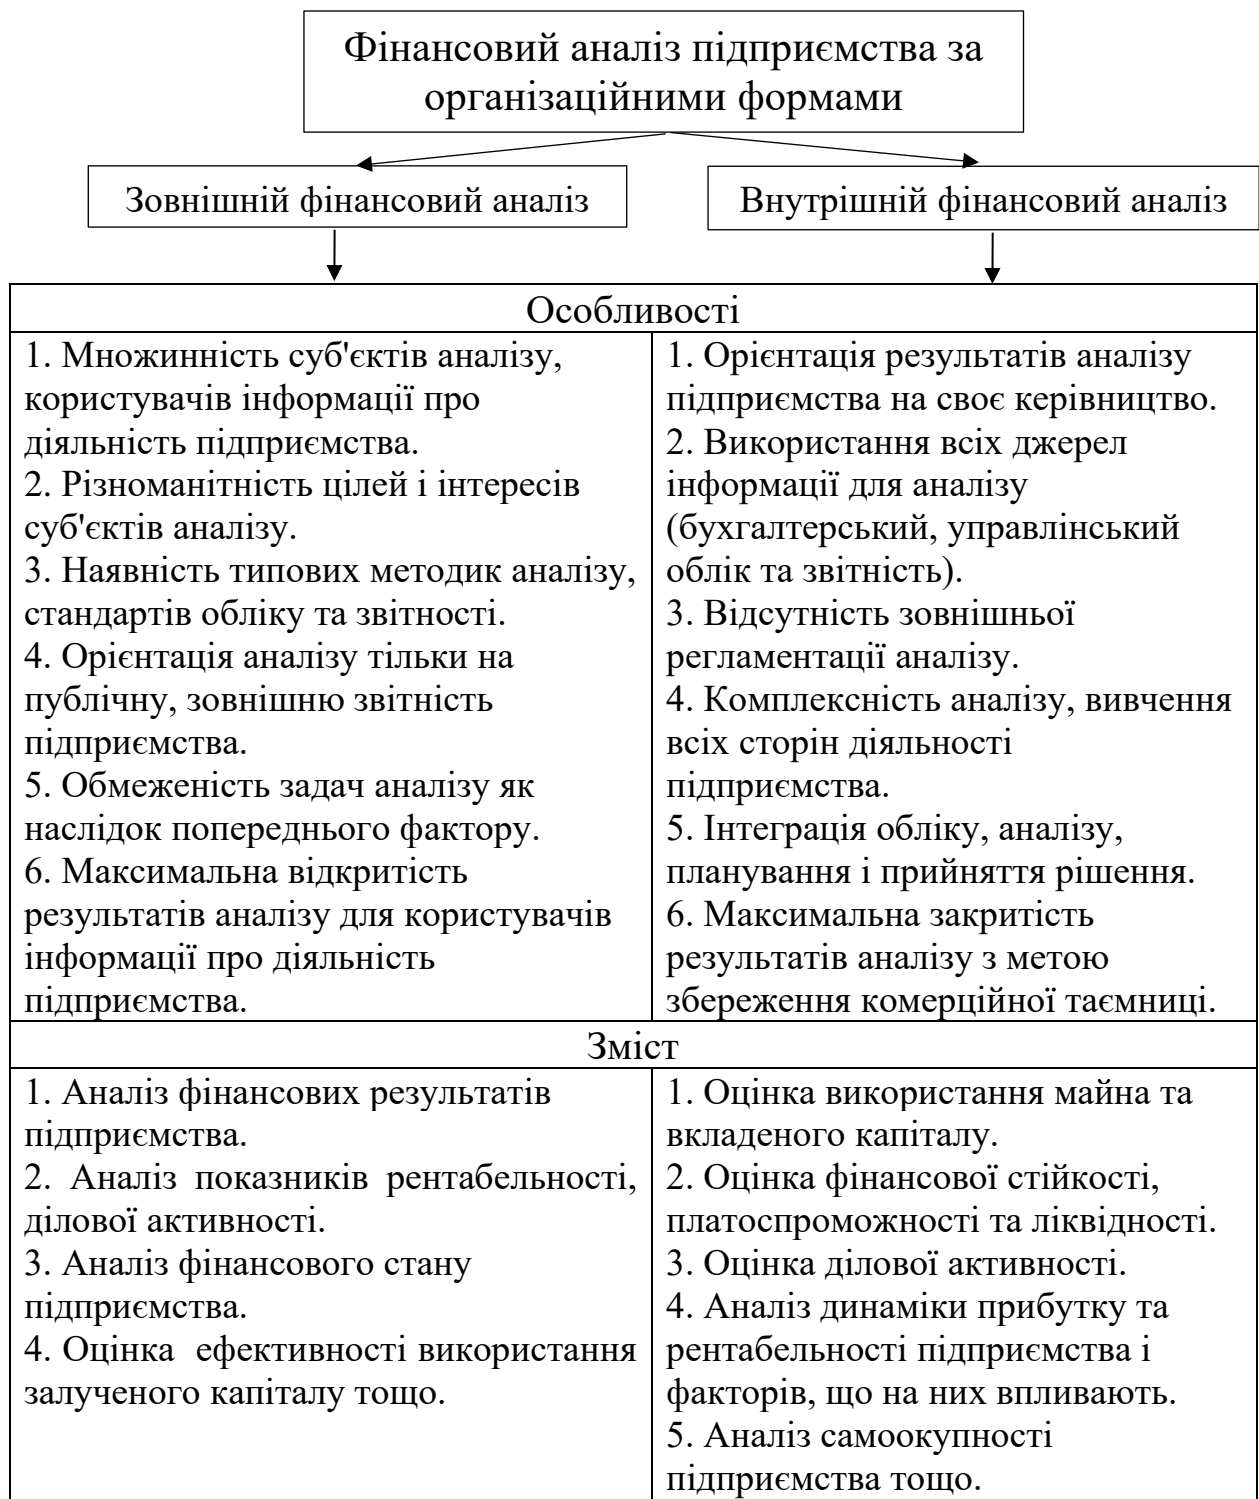 Фінансовий аналіз підприємства за
організаційними формами
Зовнішній фінансовий аналіз
Внутрішній фінансовий аналіз
Особливості
1. Множинність суб'єктів аналізу,
користувачів інформації про
діяльність підприємства.
2. Різноманітність цілей і інтересів
суб'єктів аналізу.
3. Наявність типових методик аналізу,
стандартів обліку та звітності.
4. Орієнтація аналізу тільки на
публічну, зовнішню звітність
підприємства.
5. Обмеженість задач аналізу як
наслідок попереднього фактору.
6. Максимальна відкритість
результатів аналізу для користувачів
інформації про діяльність
підприємства.
1. Орієнтація результатів аналізу
підприємства на своє керівництво.
2. Використання всіх джерел
інформації для аналізу
(бухгалтерський, управлінський
облік та звітність).
3. Відсутність зовнішньої
регламентації аналізу.
4. Комплексність аналізу, вивчення
всіх сторін діяльності
підприємства.
5. Інтеграція обліку, аналізу,
планування і прийняття рішення.
6. Максимальна закритість
результатів аналізу з метою
збереження комерційної таємниці.
Зміст
1. Аналіз фінансових результатів
підприємства.
2. Аналіз показників рентабельності,
ділової активності.
3. Аналіз фінансового стану
підприємства.
4. Оцінка ефективності використання
залученого капіталу тощо.
1. Оцінка використання майна та
вкладеного капіталу.
2. Оцінка фінансової стійкості,
платоспроможності та ліквідності.
3. Оцінка ділової активності.
4. Аналіз динаміки прибутку та
рентабельності підприємства і
факторів, що на них впливають.
5. Аналіз самоокупності
підприємства тощо.